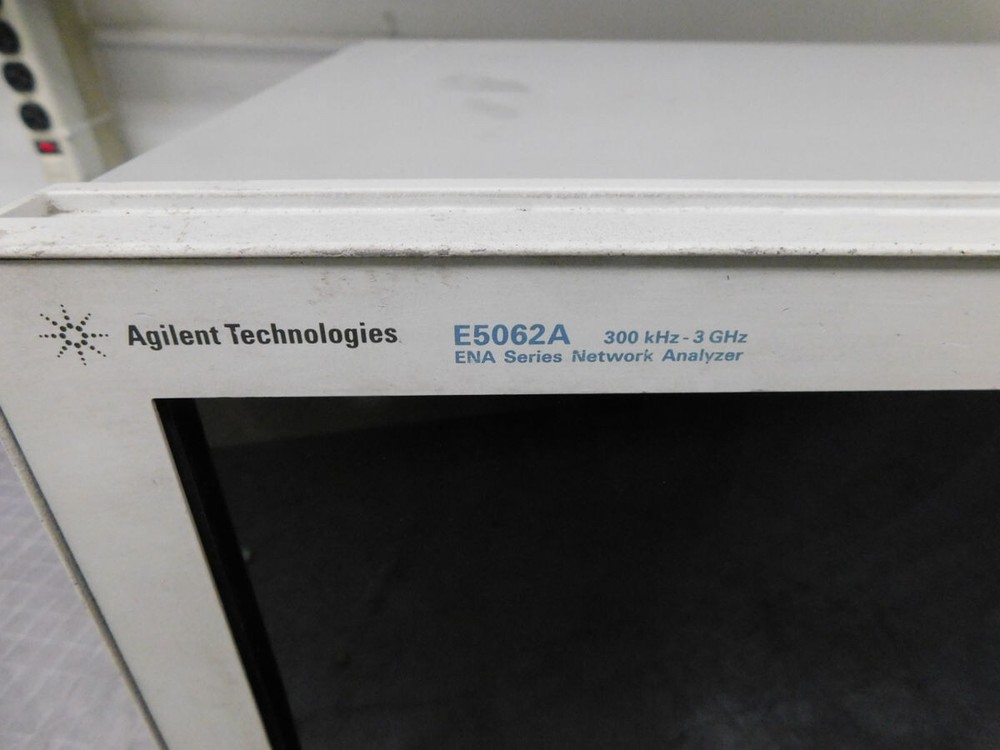 Agilent Technologies E5062A 300 kHz - 3 GHz
ENA Series Network Analyzer